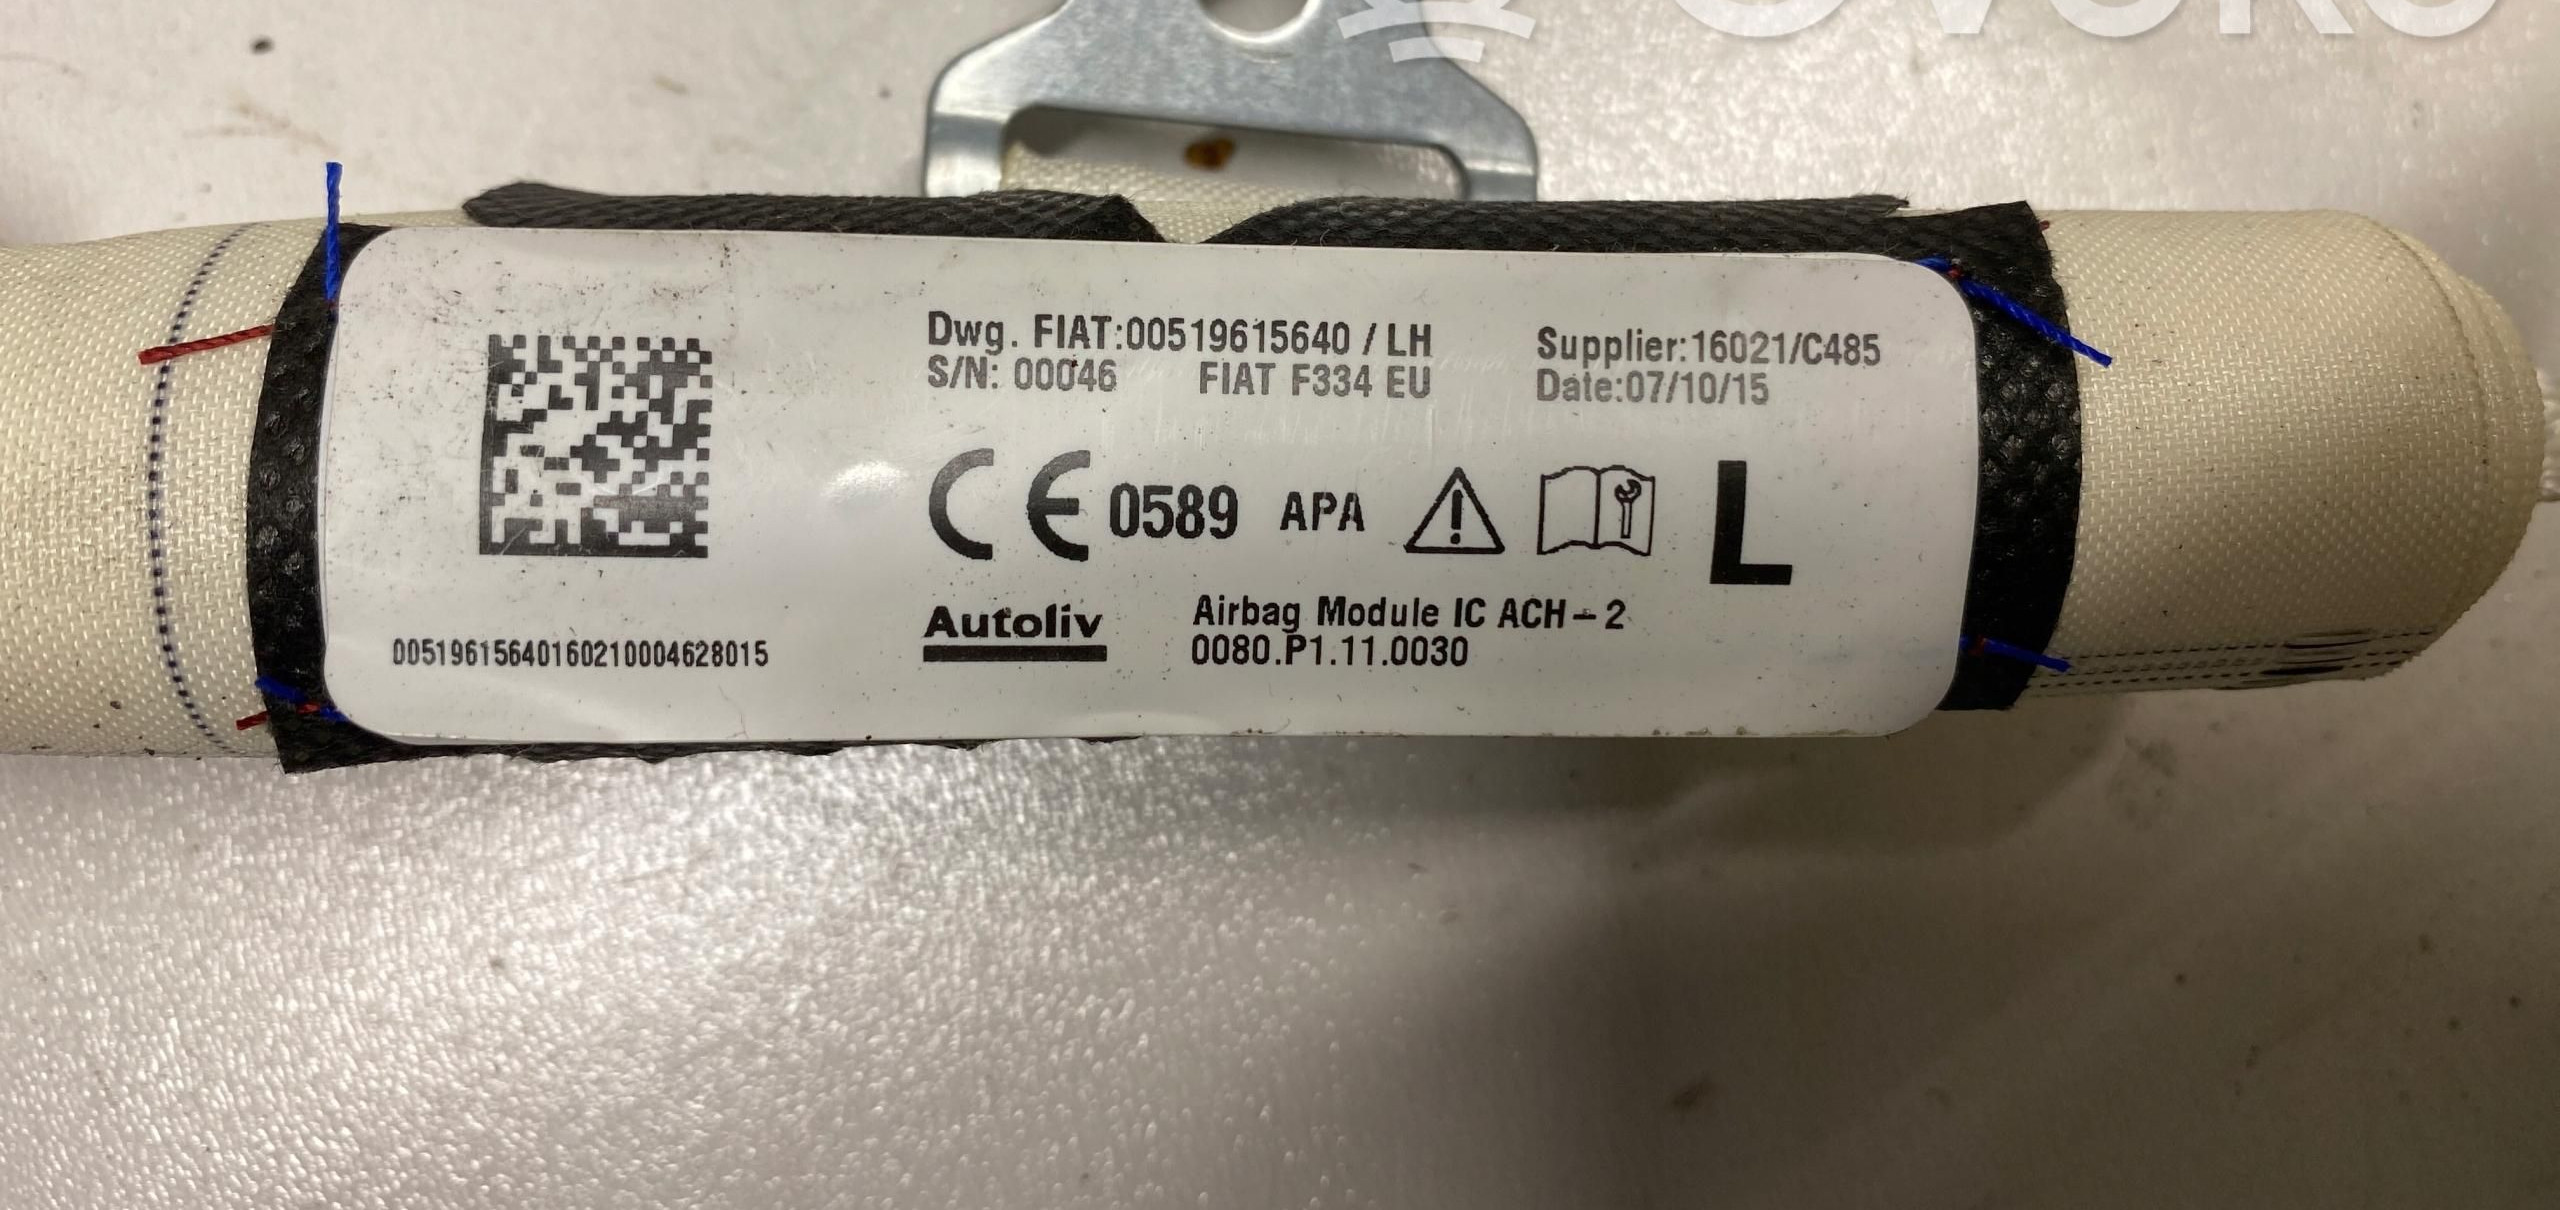 Dwg. FIAT:00519615640 / LH
S/N: 00046 FIAT F334 EU
Supplier:16021/C485
Date:07/10/15
CE 0589 APA
L
Autoliv
Airbag Module IC ACH-2
0080.P1.11.0030
00519615640160210004628015